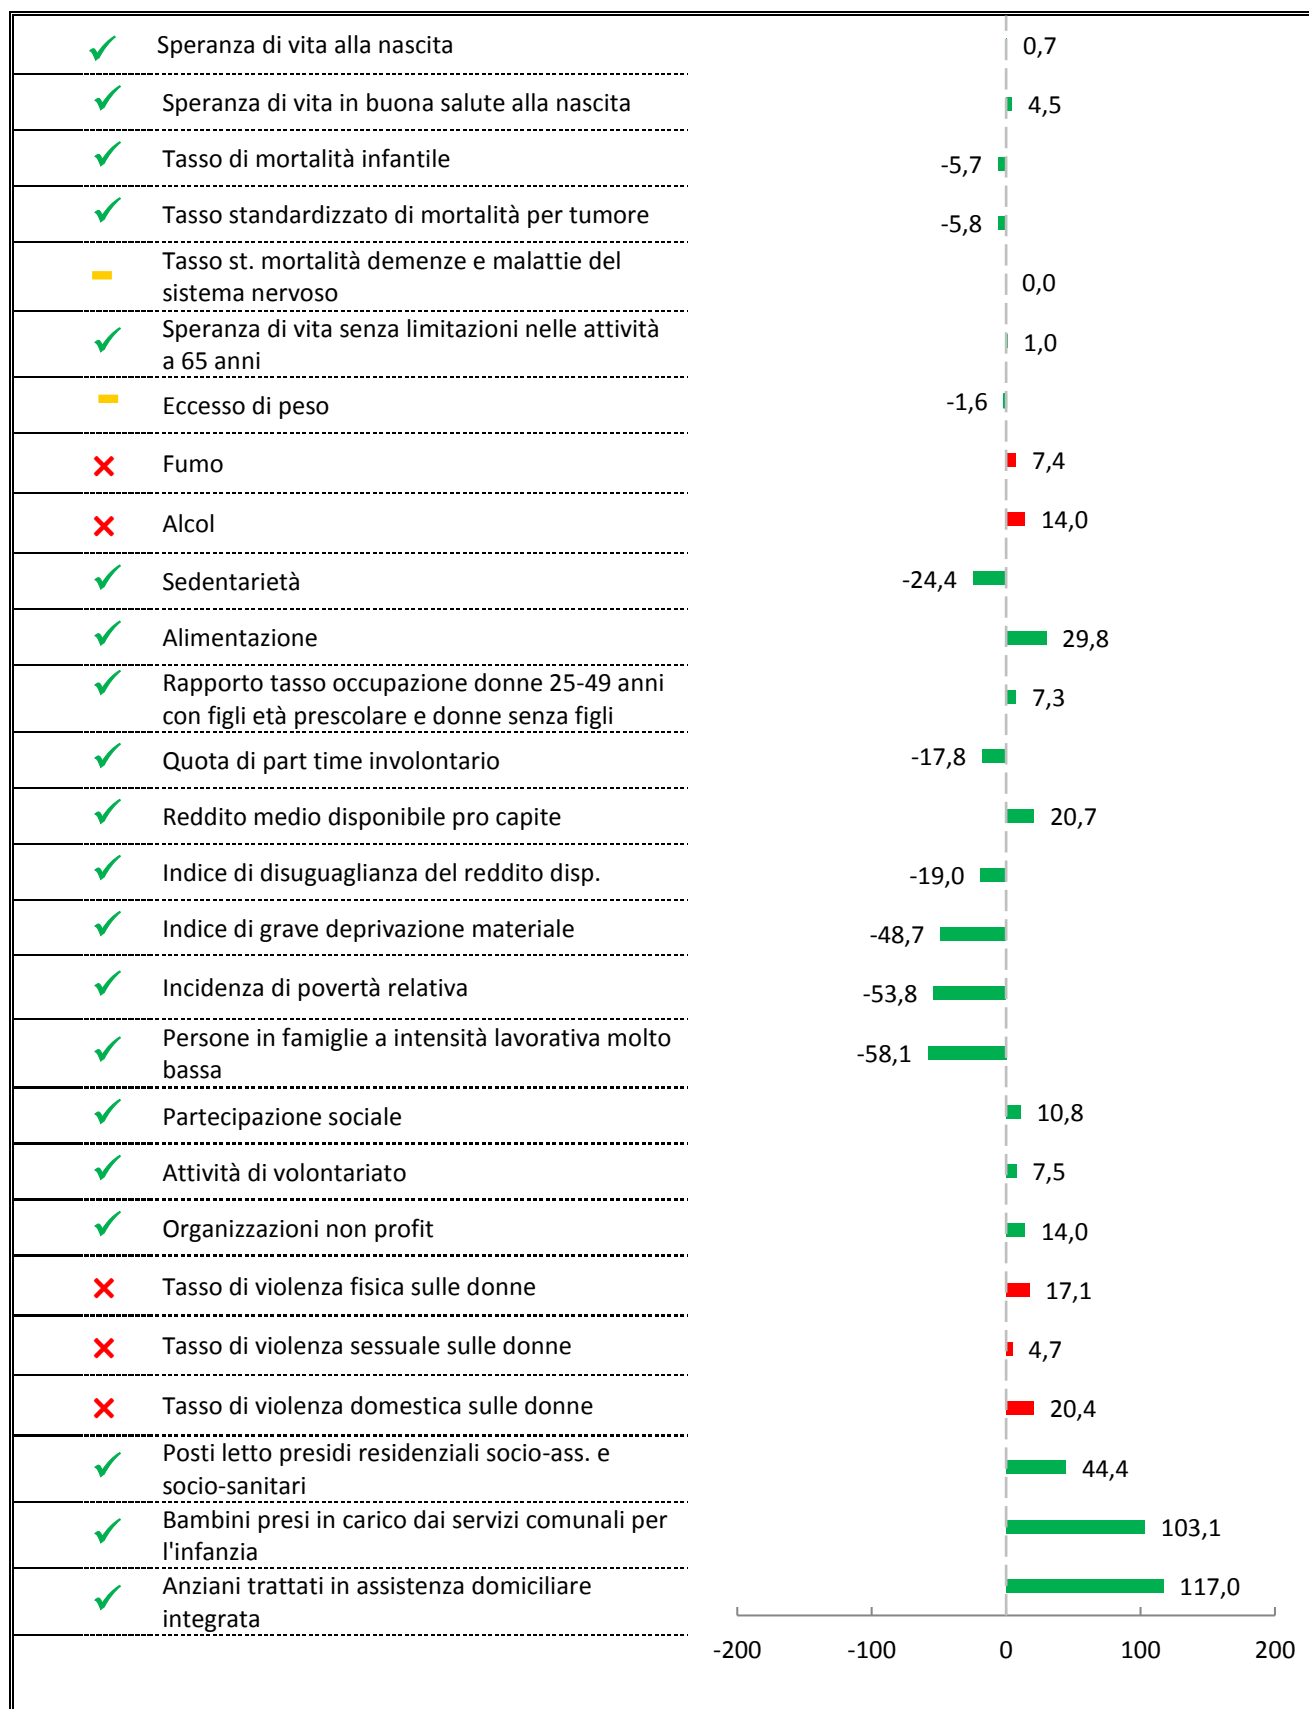 Speranza di vita alla nascita 0,7
Speranza di vita in buona salute alla nascita 4,5
Tasso di mortalità infantile -5,7
Tasso standardizzato di mortalità per tumore -5,8
Tasso st. mortalità demenze e malattie del
sistema nervoso 0,0
Speranza di vita senza limitazioni nelle attività
a 65 anni 1,0
Eccesso di peso -1,6
Fumo 7,4
Alcol 14,0
Sedentarietà -24,4
Alimentazione 29,8
Rapporto tasso occupazione donne 25-49 anni
con figli età prescolare e donne senza figli 7,3
Quota di part time involontario -17,8
Reddito medio disponibile pro capite 20,7
Indice di disuguaglianza del reddito disp. -19,0
Indice di grave deprivazione materiale -48,7
Incidenza di povertà relativa -53,8
Persone in famiglie a intensità lavorativa molto
bassa -58,1
Partecipazione sociale 10,8
Attività di volontariato 7,5
Organizzazioni non profit 14,0
Tasso di violenza fisica sulle donne 17,1
Tasso di violenza sessuale sulle donne 4,7
Tasso di violenza domestica sulle donne 20,4
Posti letto presidi residenziali socio-ass. e
socio-sanitari 44,4
Bambini presi in carico dai servizi comunali per
l'infanzia 103,1
Anziani trattati in assistenza domiciliare
integrata 117,0
-200 -100 0 100 200